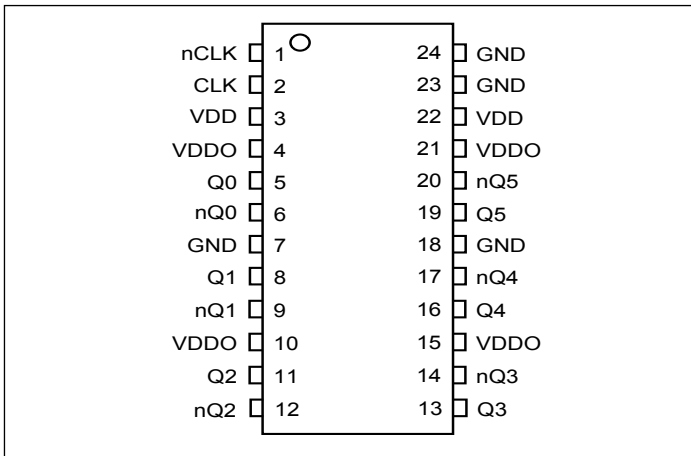 nCLK 1 24 GND
CLK 2 23 GND
VDD 3 22 VDD
VDDO 4 21 VDDO
Q0 5 20 nQ5
nQ0 6 19 Q5
GND 7 18 GND
Q1 8 17 nQ4
nQ1 9 16 Q4
VDDO 10 15 VDDO
Q2 11 14 nQ3
nQ2 12 13 Q3